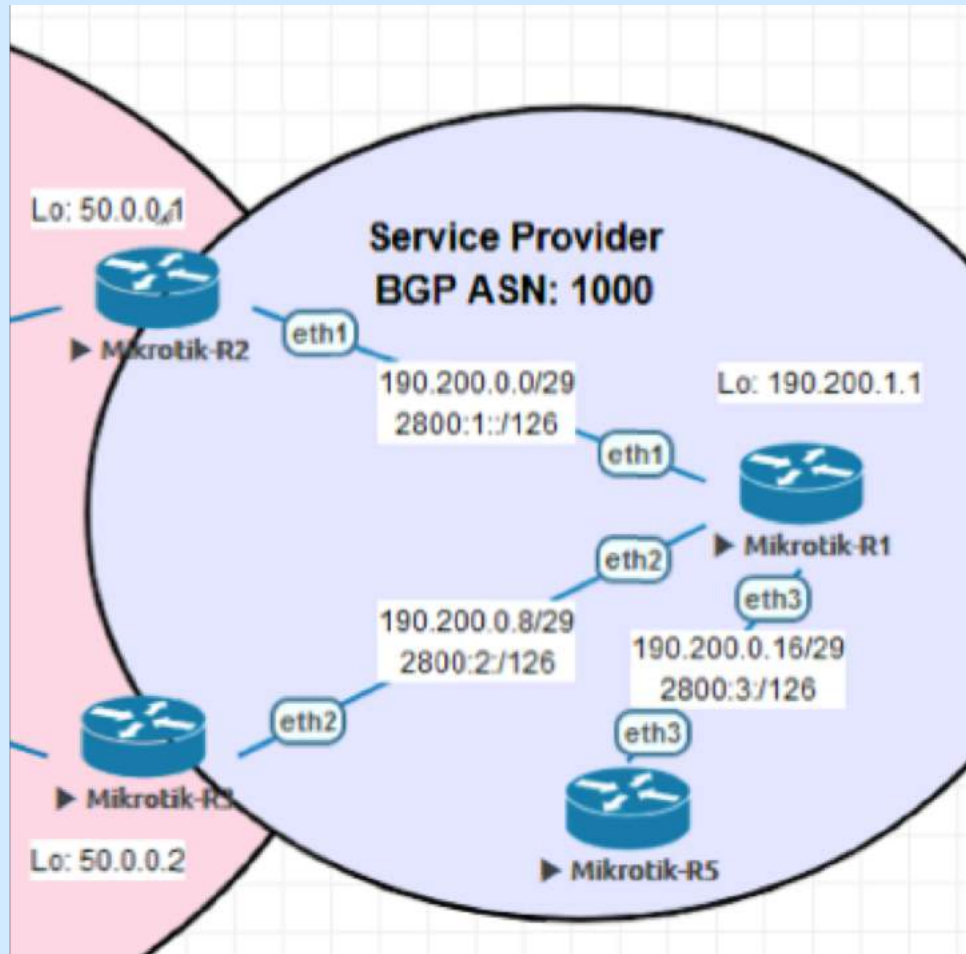 Lo: 50.0.0.1
Service Provider
BGP ASN: 1000
Mikrotik-R2
eth1
190.200.0.0/29
2800:1::/126
Lo: 190.200.1.1
eth1
Mikrotik-R1
eth2
eth3
190.200.0.8/29
2800:2:/126
190.200.0.16/29
2800:3:/126
eth2
eth3
Mikrotik-R3
Lo: 50.0.0.2
Mikrotik-R5